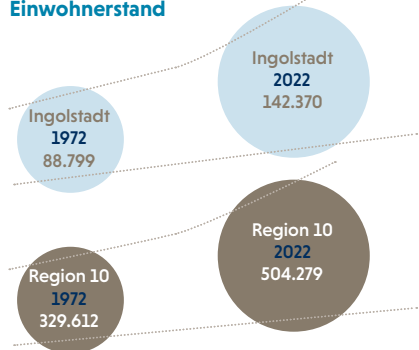 Einwohnerstand
Ingolstadt
1972
88.799
Ingolstadt
2022
142.370
Region 10
1972
329.612
Region 10
2022
504.279